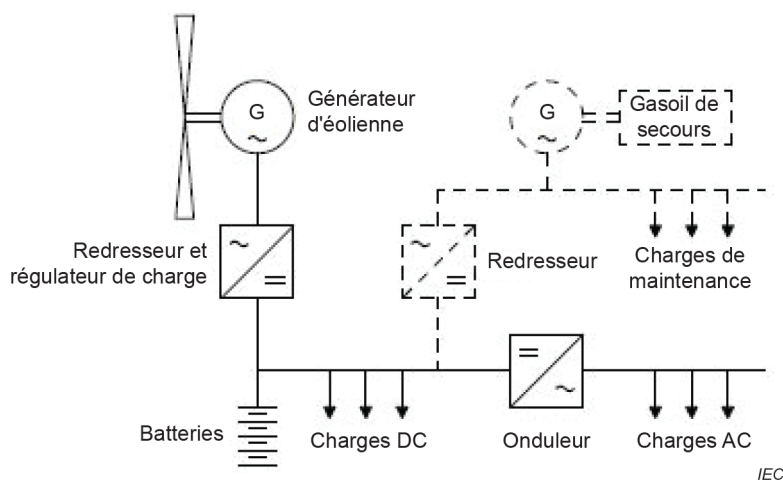 G
~
Générateur
d'éolienne
G
~
Gasoil de
secours
Redresseur et
régulateur de charge
~
=
~
=
Redresseur
Charges de
maintenance
=
~
Batteries
Charges DC
Onduleur
Charges AC
IEC